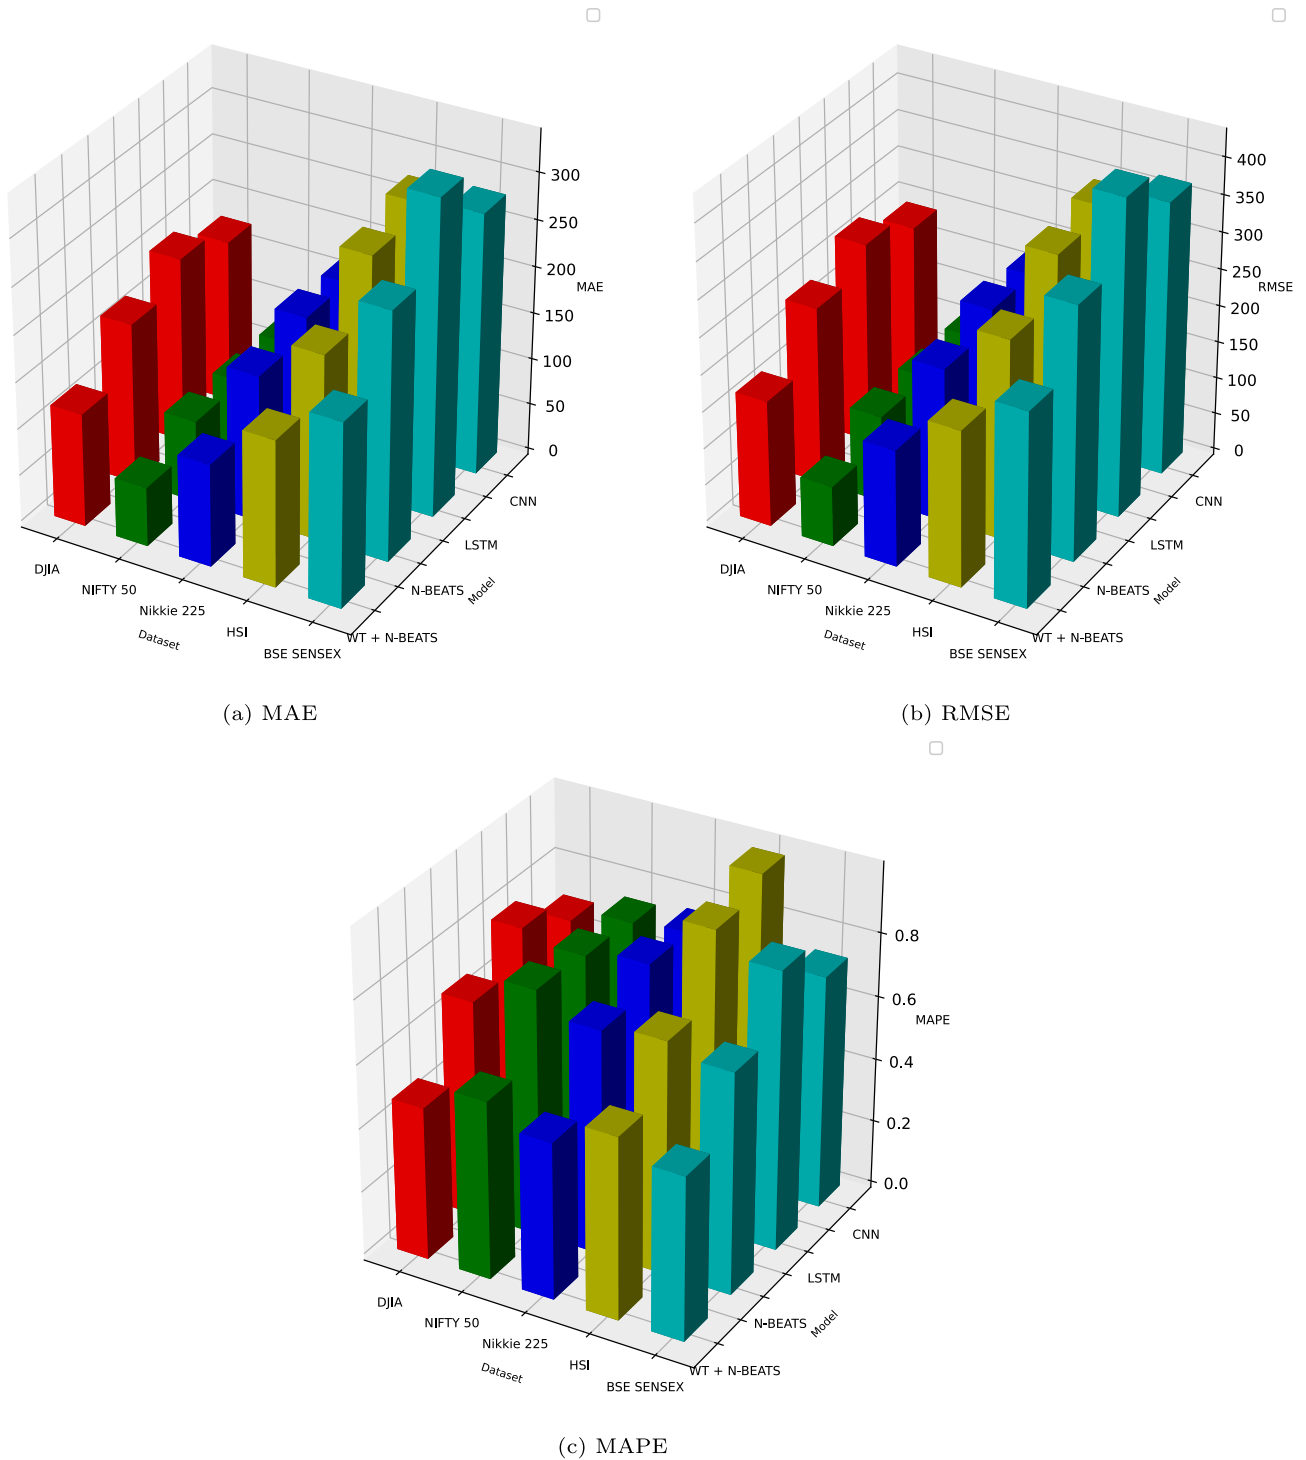 300
250
200
MAE
150
100
50
0
CNN
LSTM
N-BEATS
WT + N-BEATS
Model
DJIA
NIFTY 50
Nikkie 225
HSI
BSE SENSEX
Dataset
(a) MAE
400
350
300
250
RMSE
200
150
100
50
0
CNN
LSTM
N-BEATS
WT + N-BEATS
Model
DJIA
NIFTY 50
Nikkie 225
HSI
BSE SENSEX
Dataset
(b) RMSE
0.8
0.6
MAPE
0.4
0.2
0.0
CNN
LSTM
N-BEATS
WT + N-BEATS
Model
DJIA
NIFTY 50
Nikkie 225
HSI
BSE SENSEX
Dataset
(c) MAPE